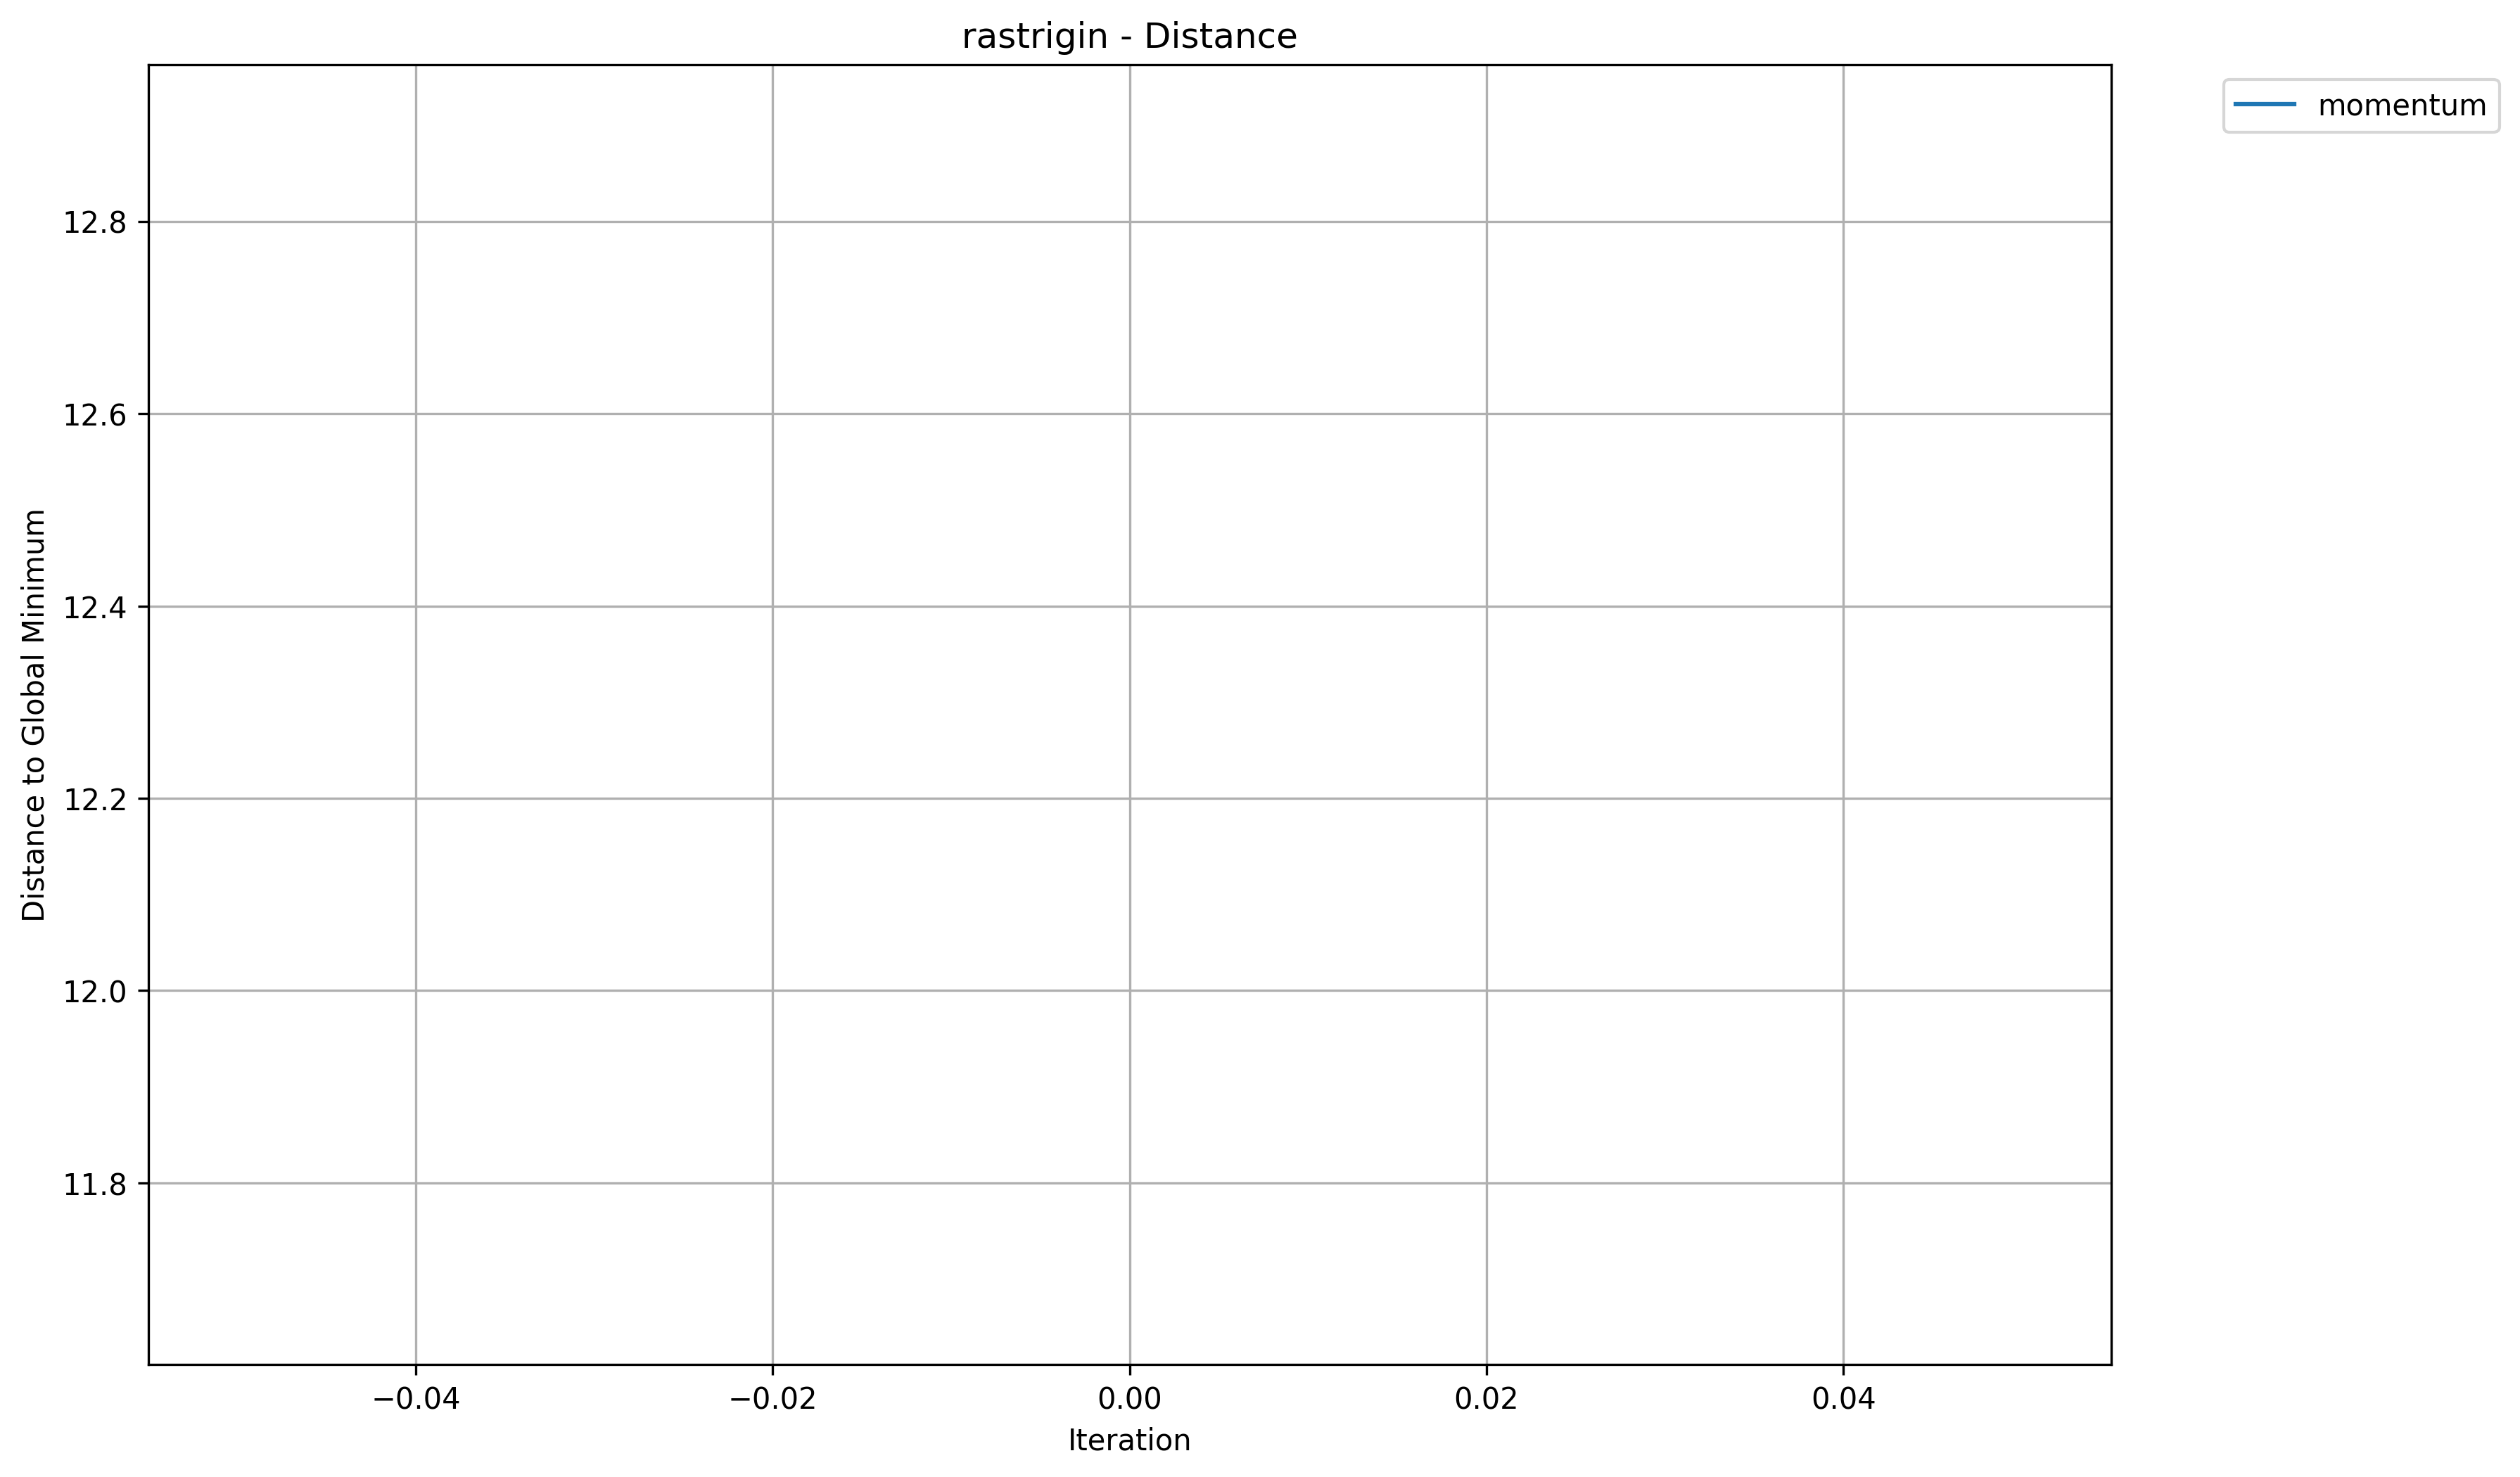 rastrigin - Distance
momentum
Distance to Global Minimum
12.8
12.6
12.4
12.2
12.0
11.8
−0.04
−0.02
0.00
0.02
0.04
Iteration